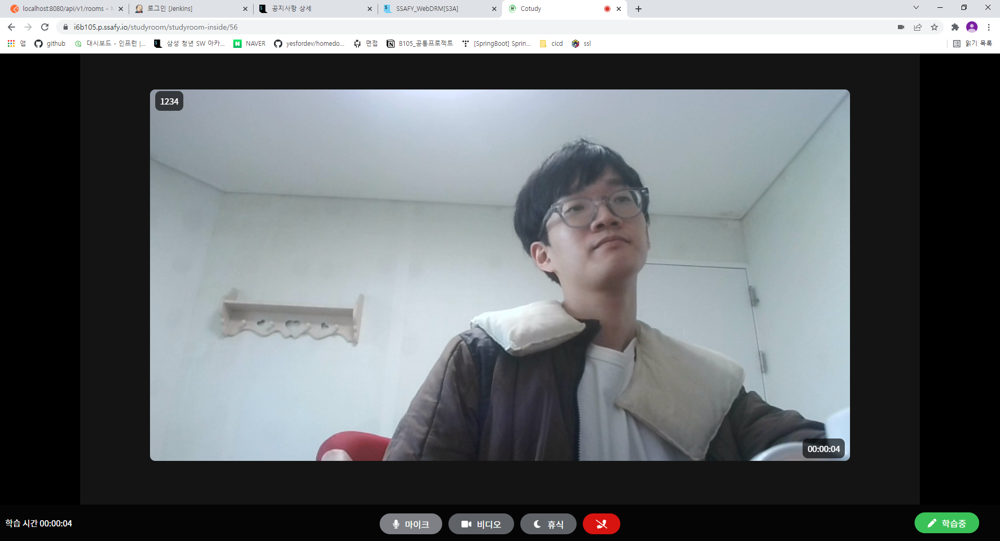 localhost:8080/api/v1/rooms -
로그인 [Jenkins]
공지사항 상세
SSAFY_WebDRM[S3A]
Cotudy
i6b105.p.ssafy.io/studyroom/studyroom-inside/56
앱
github
대시보드 - 인프런 |...
삼성 청년 SW 아카...
NAVER
yesfordev/homedo...
면접
B105_공통프로젝트
[SpringBoot] Sprin...
cicd
ssl
읽기 목록
1234
00:00:04
학습 시간 00:00:04
마이크
비디오
휴식
학습중